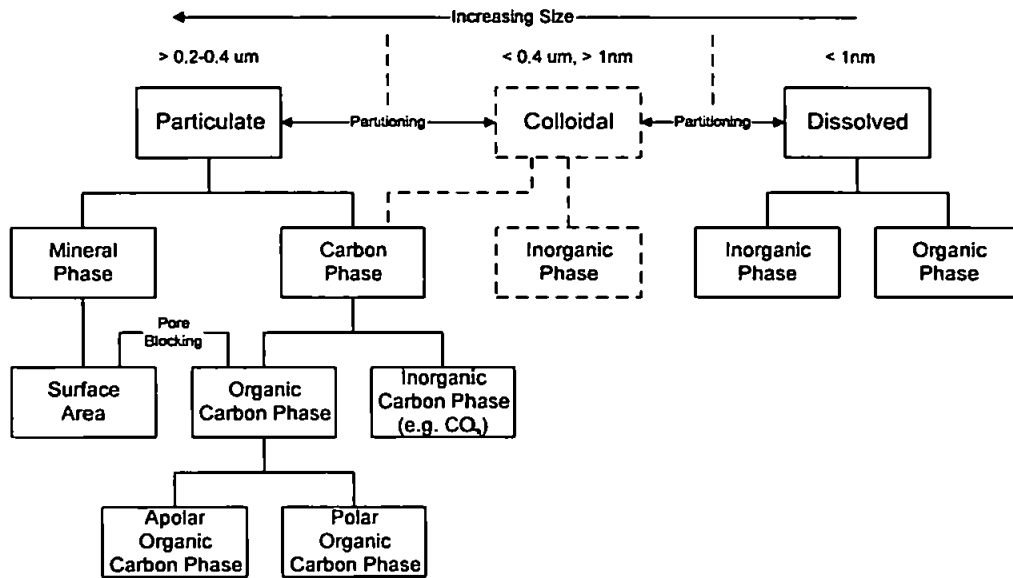 Increasing Size
> 0.2-0.4 um
< 0.4 um, > 1nm
< 1nm
Particulate
Partitioning
Colloidal
Partitioning
Dissolved
Mineral
Phase
Carbon
Phase
Inorganic
Phase
Inorganic
Phase
Organic
Phase
Pore
Blocking
Surface
Area
Organic
Carbon Phase
Inorganic
Carbon Phase
(e.g. CO₃)
Apolar
Organic
Carbon Phase
Polar
Organic
Carbon Phase